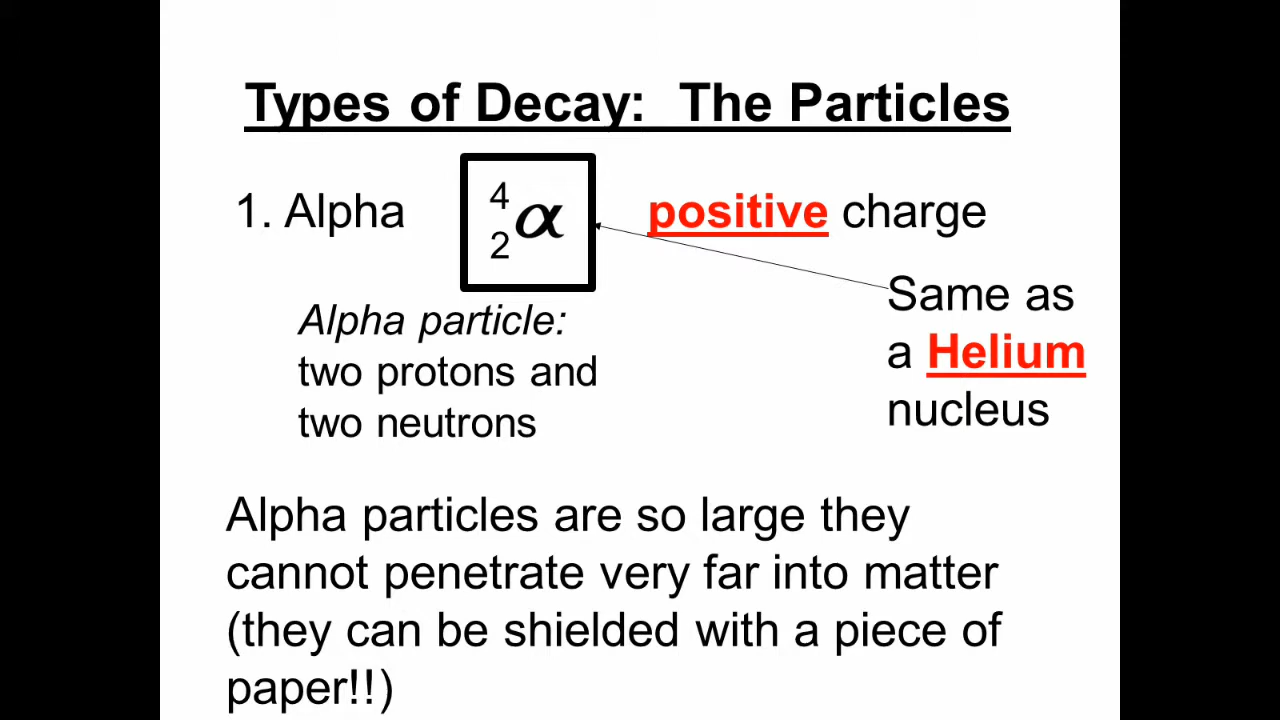 Types of Decay: The Particles
1. Alpha
4
2 α
positive charge
Same as
a Helium
nucleus
Alpha particle:
two protons and
two neutrons
Alpha particles are so large they
cannot penetrate very far into matter
(they can be shielded with a piece of
paper!!)